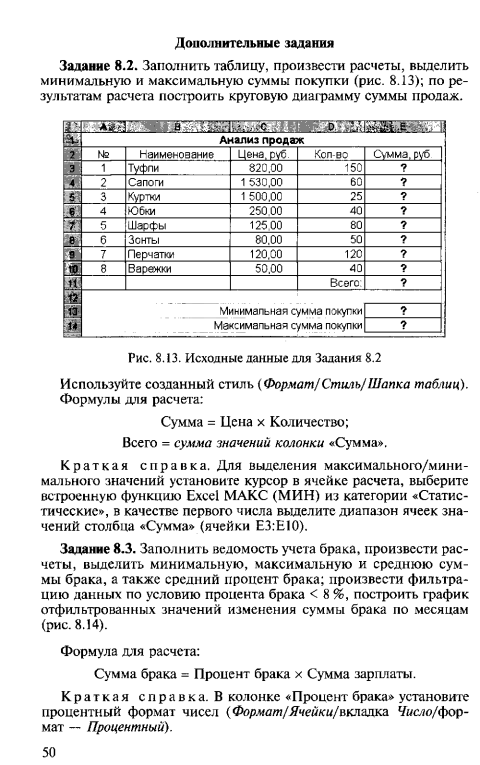 Дополнительные задания
Задание 8.2. Заполнить таблицу, произвести расчеты, выделить
минимальную и максимальную суммы покупки (рис. 8.13); по ре-
зультатам расчета построить круговую диаграмму суммы продаж.
A B C D E
1 Анализ продаж
2 № Наименование Цена, руб. Кол-во Сумма, руб
3 1 Туфли 820,00 150 ?
4 2 Сапоги 1 530,00 60 ?
5 3 Куртки 1 500,00 25 ?
6 4 Юбки 250,00 40 ?
7 5 Шарфы 125,00 80 ?
8 6 Зонты 80,00 50 ?
9 7 Перчатки 120,00 120 ?
10 8 Варежки 50,00 40 ?
11 Всего: ?
12
13 Минимальная сумма покупки ?
14 Максимальная сумма покупки ?
Рис. 8.13. Исходные данные для Задания 8.2
Используйте созданный стиль (Формат/Стиль/Шапка таблиц).
Формулы для расчета:
Сумма = Цена × Количество;
Всего = сумма значений колонки «Сумма».
Краткая справка. Для выделения максимального/мини-
мального значений установите курсор в ячейке расчета, выберите
встроенную функцию Excel МАКС (МИН) из категории «Статис-
тические», в качестве первого числа выделите диапазон ячеек зна-
чений столбца «Сумма» (ячейки Е3:Е10).
Задание 8.3. Заполнить ведомость учета брака, произвести рас-
четы, выделить минимальную, максимальную и среднюю сум-
мы брака, а также средний процент брака; произвести фильтра-
цию данных по условию процента брака < 8 %, построить график
отфильтрованных значений изменения суммы брака по месяцам
(рис. 8.14).
Формула для расчета:
Сумма брака = Процент брака × Сумма зарплаты.
Краткая справка. В колонке «Процент брака» установите
процентный формат чисел (Формат/Ячейки/вкладка Число/фор-
мат — Процентный).
50